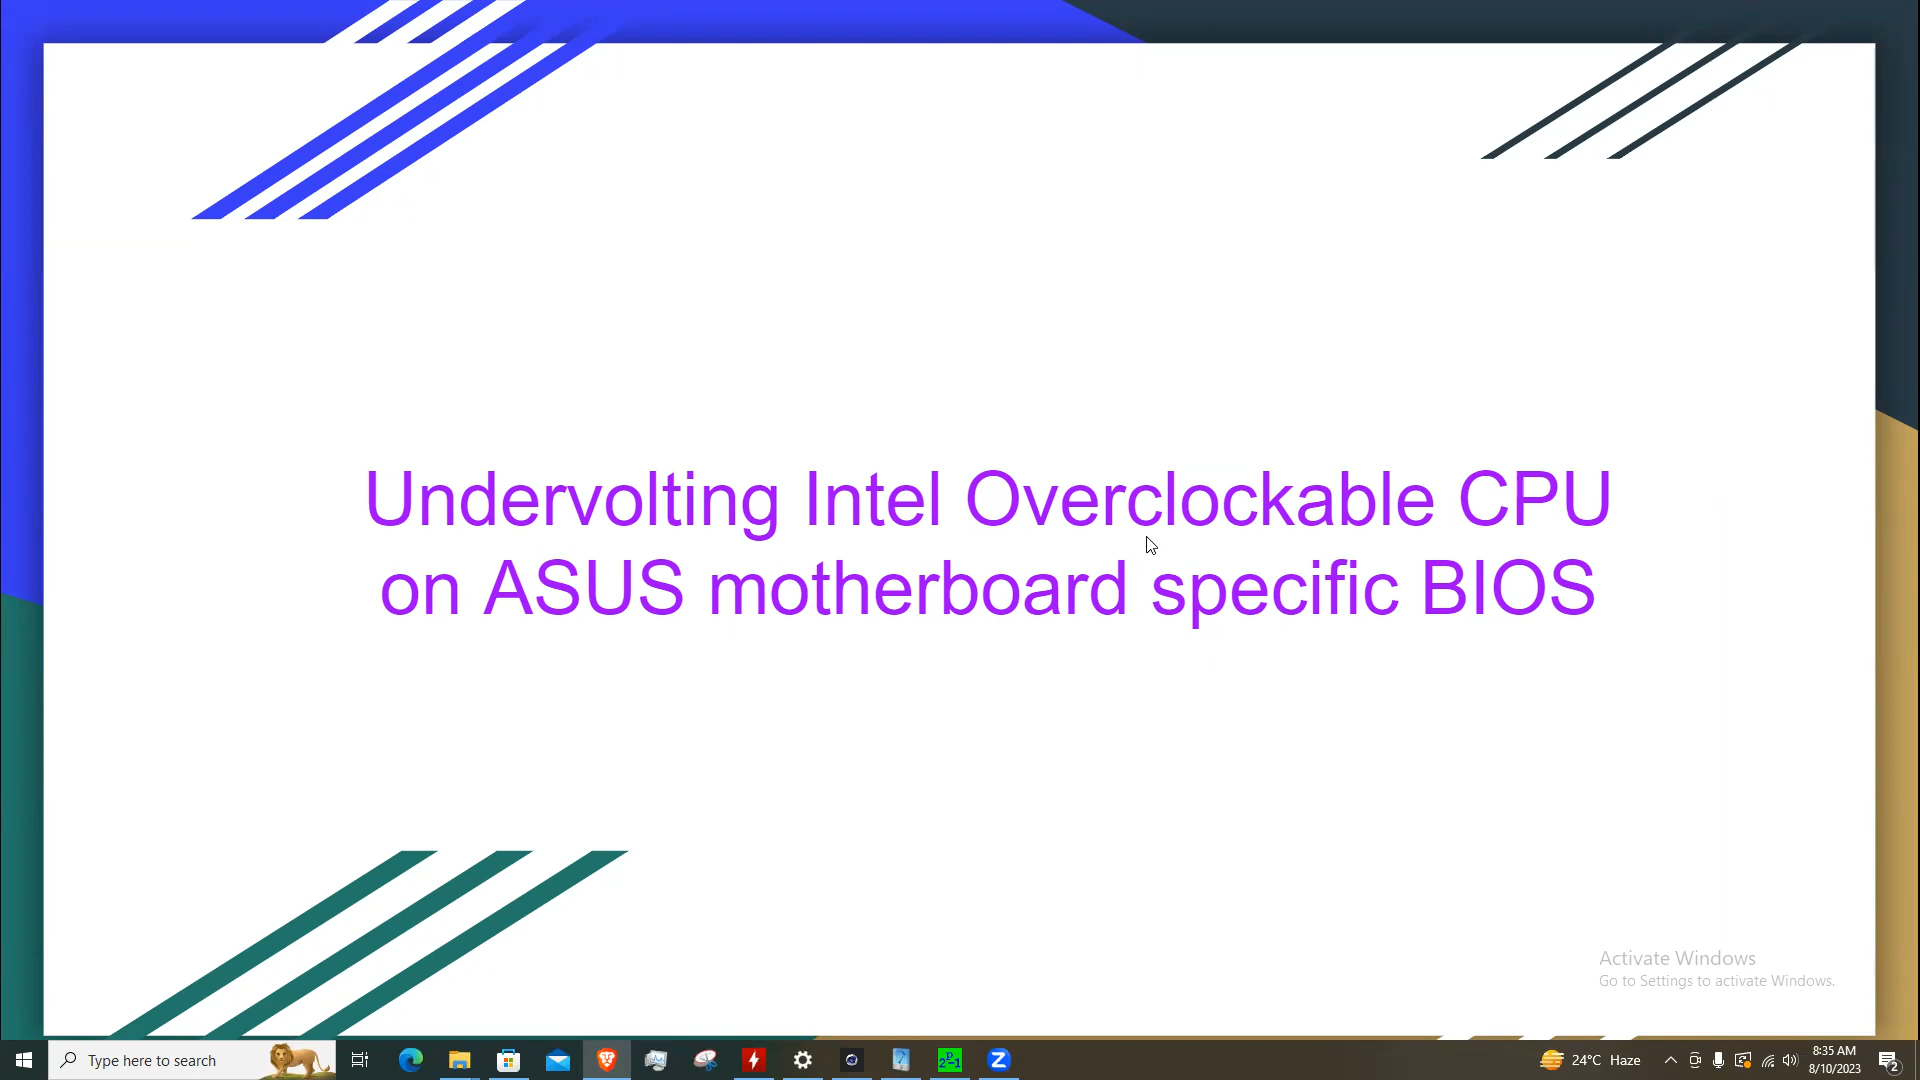 Undervolting Intel Overclockable CPU
on ASUS motherboard specific BIOS
Activate Windows
Go to Settings to activate Windows.
Type here to search
24°C Haze
8:35 AM
8/10/2023
2